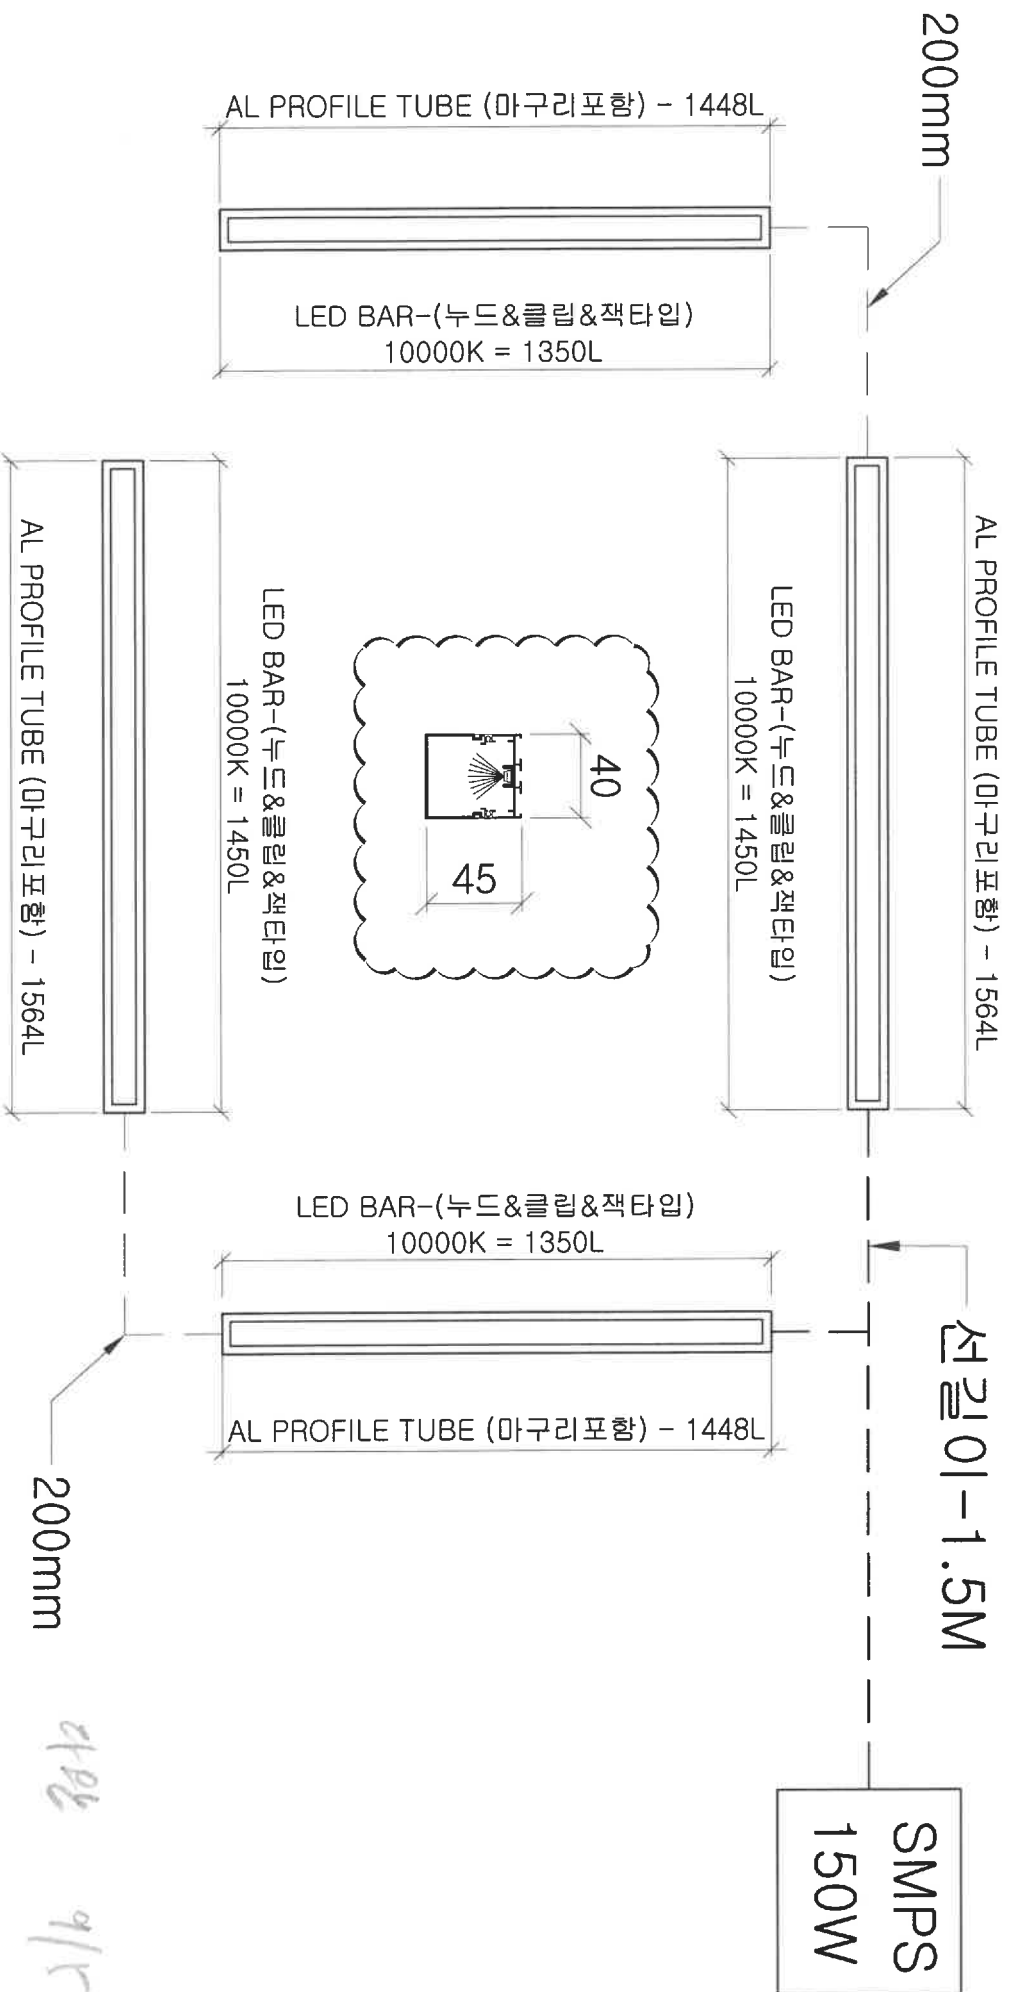 200mm
AL PROFILE TUBE (마구리포함) - 1448L
LED BAR-(누드&클립&잭타입)
10000K = 1350L
AL PROFILE TUBE (마구리포함) - 1564L
LED BAR-(누드&클립&잭타입)
10000K = 1450L
40
45
LED BAR-(누드&클립&잭타입)
10000K = 1450L
AL PROFILE TUBE (마구리포함) - 1564L
LED BAR-(누드&클립&잭타입)
10000K = 1350L
AL PROFILE TUBE (마구리포함) - 1448L
선길이-1.5M
200mm
SMPS
150W